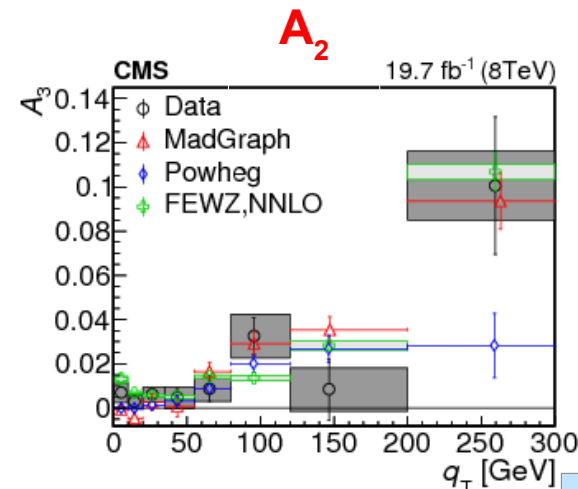 A2
CMS 19.7 fb-1 (8TeV)
A3
0.14
0.12
0.1
0.08
0.06
0.04
0.02
0
Data
MadGraph
Powheg
FEWZ,NNLO
0 50 100 150 200 250 300
qT [GeV]